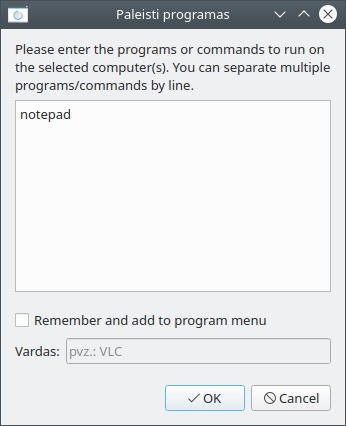 Paleisti programas
Please enter the programs or commands to run on
the selected computer(s). You can separate multiple
programs/commands by line.
notepad
Remember and add to program menu
Vardas: pvz.: VLC
OK Cancel